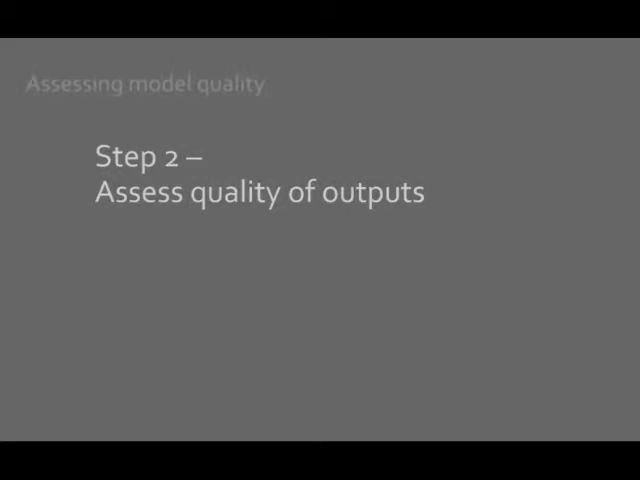 Assessing model quality
Step 2 –
Assess quality of outputs